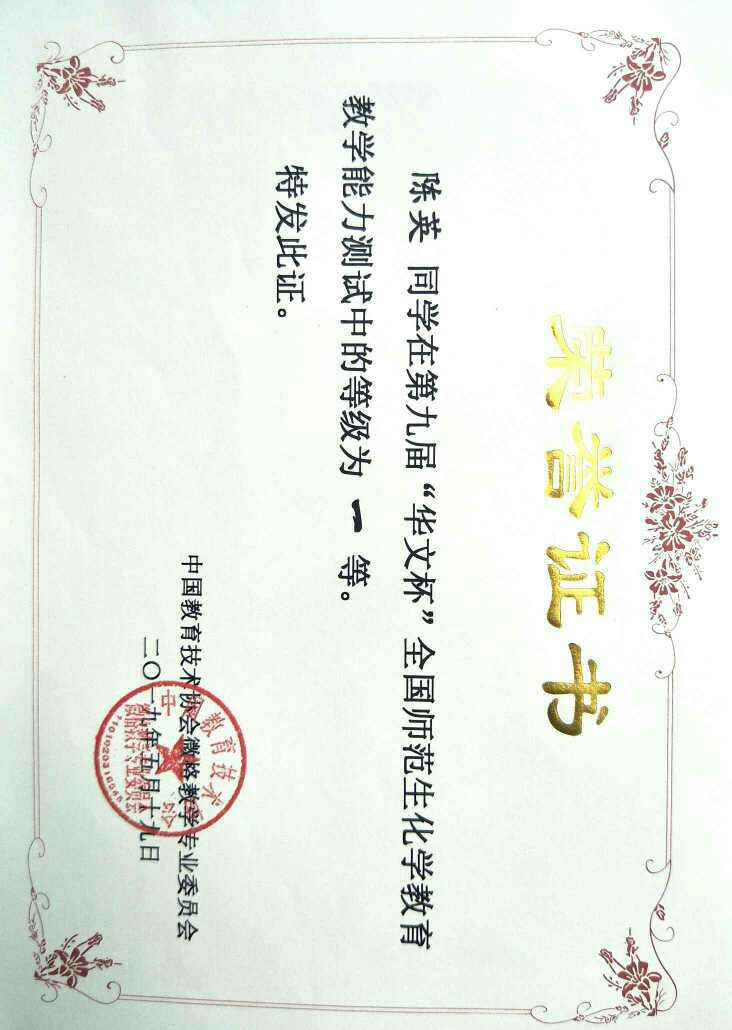 荣誉证书
陈英 同学在第九届“华文杯”全国师范生化学教育
教学能力测试中的等级为 一 等。
特发此证。
中国教育技术协会微格教学专业委员会
二〇一九年五月十九日